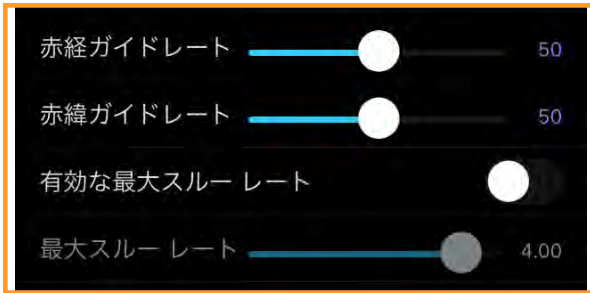 赤経ガイドレート 50
赤緯ガイドレート 50
有効な最大スルー レート
最大スルー レート 4.00